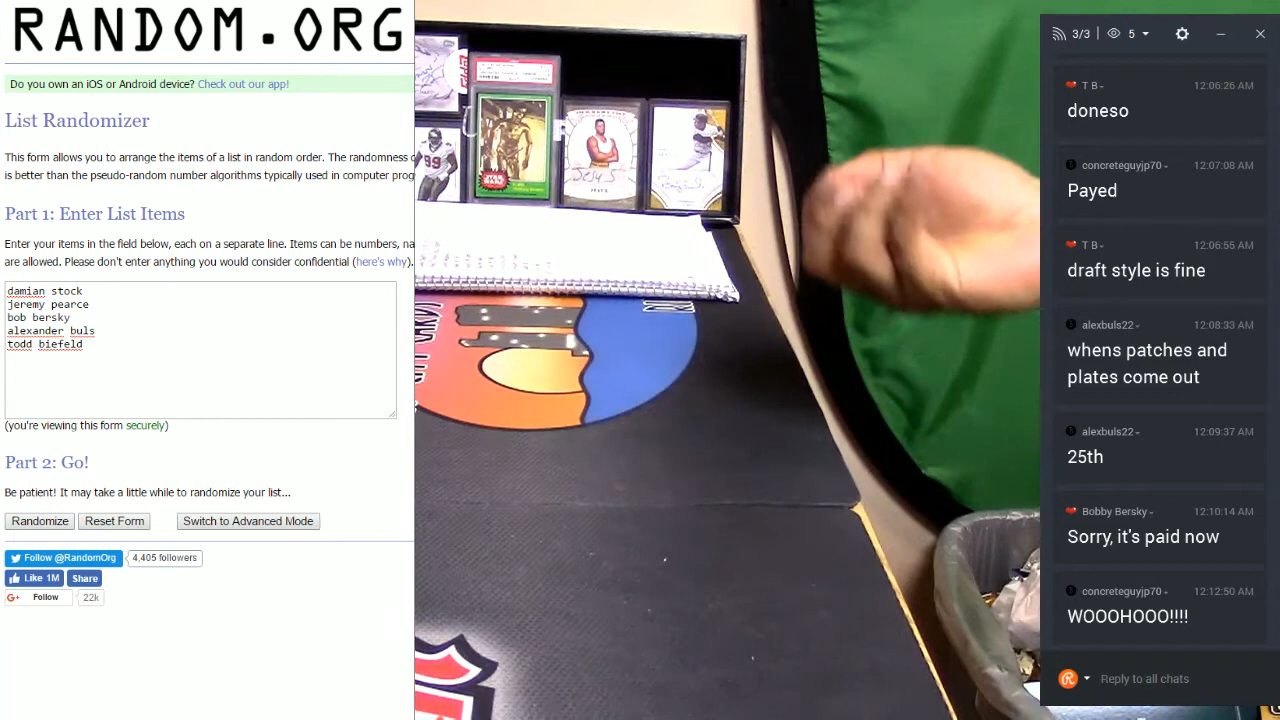 RANDOM.ORG
Do you own an iOS or Android device? Check out our app!
List Randomizer
This form allows you to arrange the items of a list in random order. The randomness
is better than the pseudo-random number algorithms typically used in computer prog
Part 1: Enter List Items
Enter your items in the field below, each on a separate line. Items can be numbers, na
are allowed. Please don't enter anything you would consider confidential (here's why).
damian stock
jeremy pearce
bob bersky
alexander buls
todd biefeld
(you're viewing this form securely)
Part 2: Go!
Be patient! It may take a little while to randomize your list...
Randomize Reset Form Switch to Advanced Mode
Follow @RandomOrg 4,405 followers
Like 1M Share
G+ Follow 22k
STAR WARS
99
3/3 5
T B 12:06:26 AM
doneso
concreteguyjp70 12:07:08 AM
Payed
T B 12:06:55 AM
draft style is fine
alexbuls22 12:08:33 AM
whens patches and
plates come out
alexbuls22 12:09:37 AM
25th
Bobby Bersky 12:10:14 AM
Sorry, it's paid now
concreteguyjp70 12:12:50 AM
WOOOHOOO!!!!
Reply to all chats